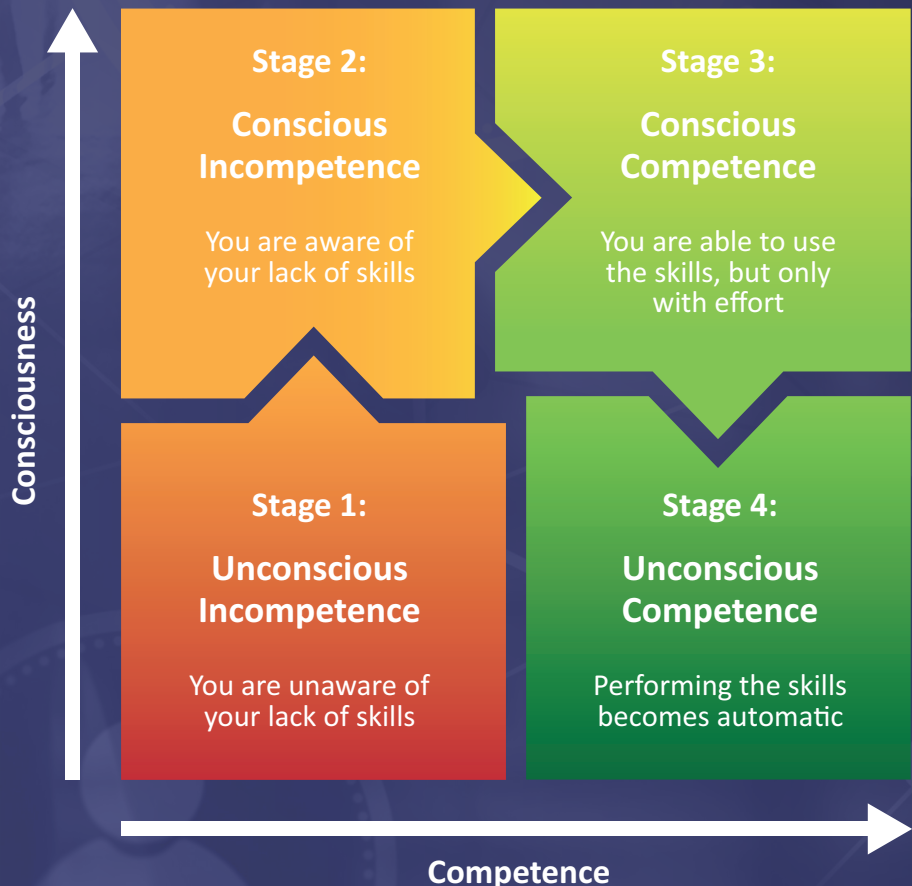 Consciousness
Stage 2:
Conscious
Incompetence
You are aware of
your lack of skills
Stage 3:
Conscious
Competence
You are able to use
the skills, but only
with effort
Stage 1:
Unconscious
Incompetence
You are unaware of
your lack of skills
Stage 4:
Unconscious
Competence
Performing the skills
becomes automatic
Competence